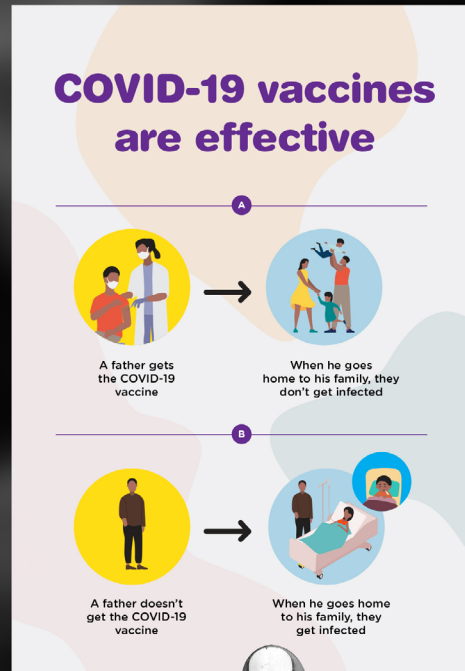 COVID-19 vaccines
are effective
A
A father gets
the COVID-19
vaccine
When he goes
home to his family, they
don't get infected
B
A father doesn't
get the COVID-19
vaccine
When he goes home
to his family, they
get infected